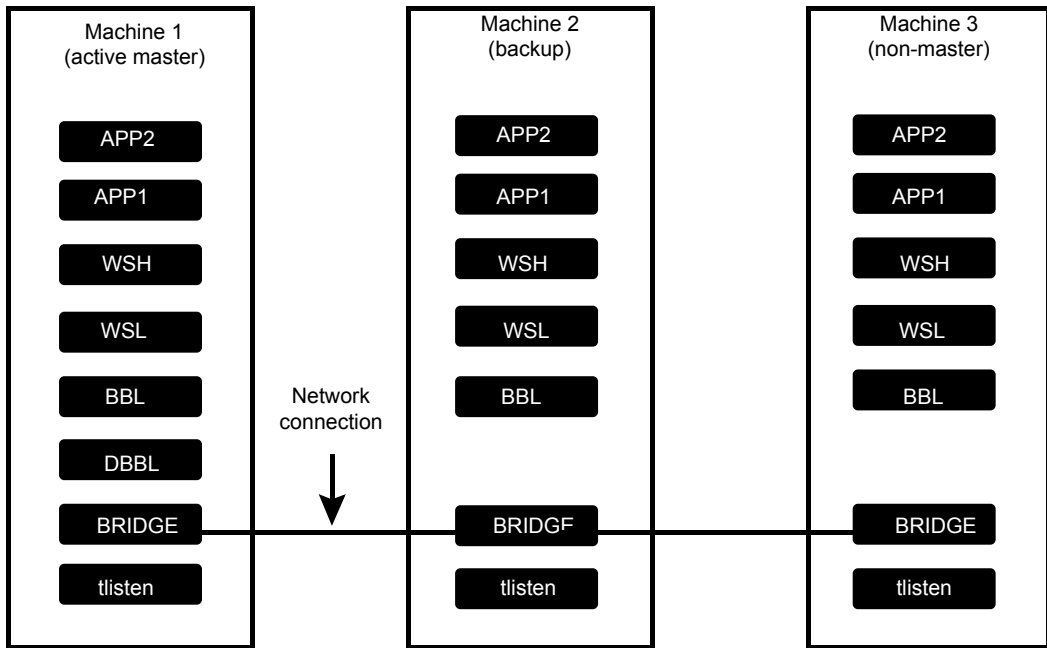 Machine 1
(active master)
APP2
APP1
WSH
WSL
BBL
DBBL
BRIDGE
tlisten
Network
connection
Machine 2
(backup)
APP2
APP1
WSH
WSL
BBL
BRIDGF
tlisten
Machine 3
(non-master)
APP2
APP1
WSH
WSL
BBL
BRIDGE
tlisten